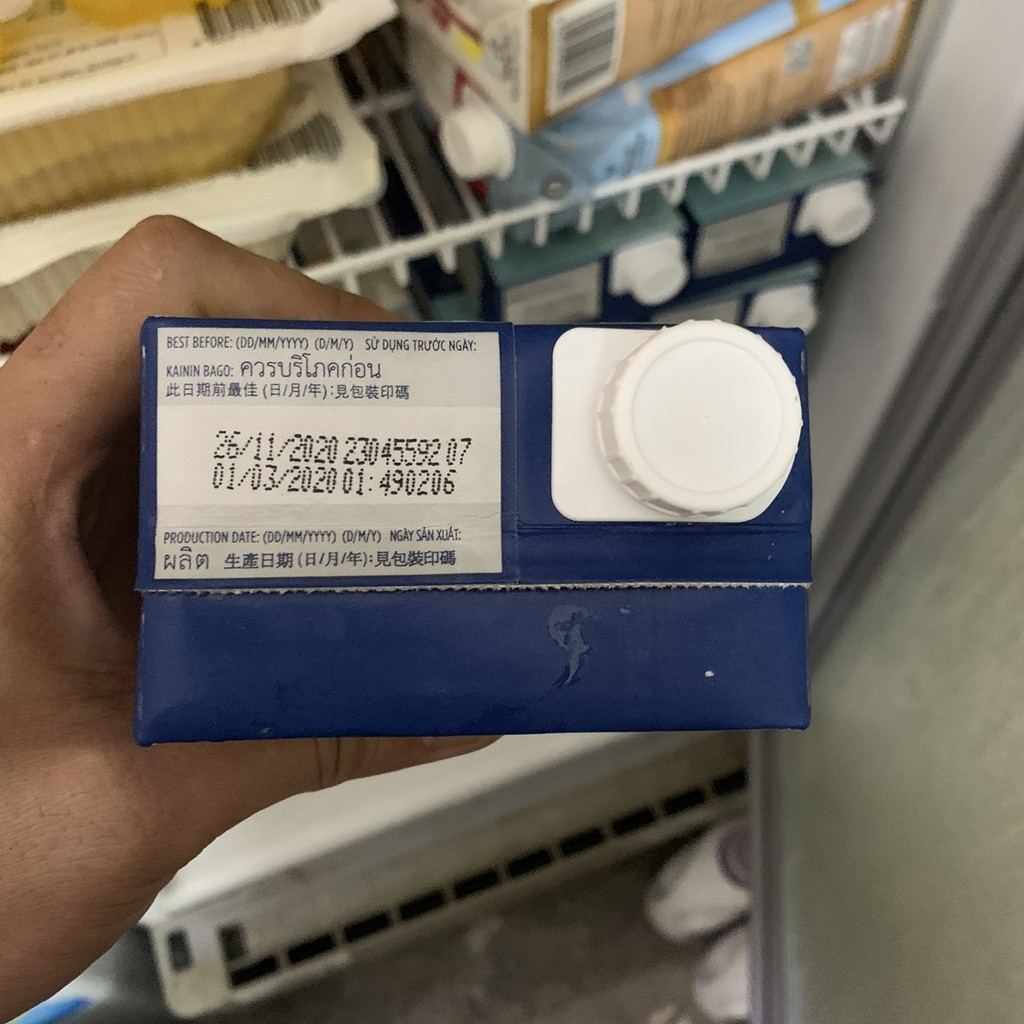 BEST BEFORE: (DD/MM/YYYY) (D/M/Y) SỬ DỤNG TRƯỚC NGÀY:
KAININ BAGO: ควรบริโภคก่อน
此日期前最佳 (日/月/年):見包裝印碼
26/11/2020 23045592 07
01/03/2020 01:490206
PRODUCTION DATE: (DD/MM/YYYY) (D/M/Y) NGÀY SẢN XUẤT:
ผลิต 生產日期 (日/月/年):見包裝印碼